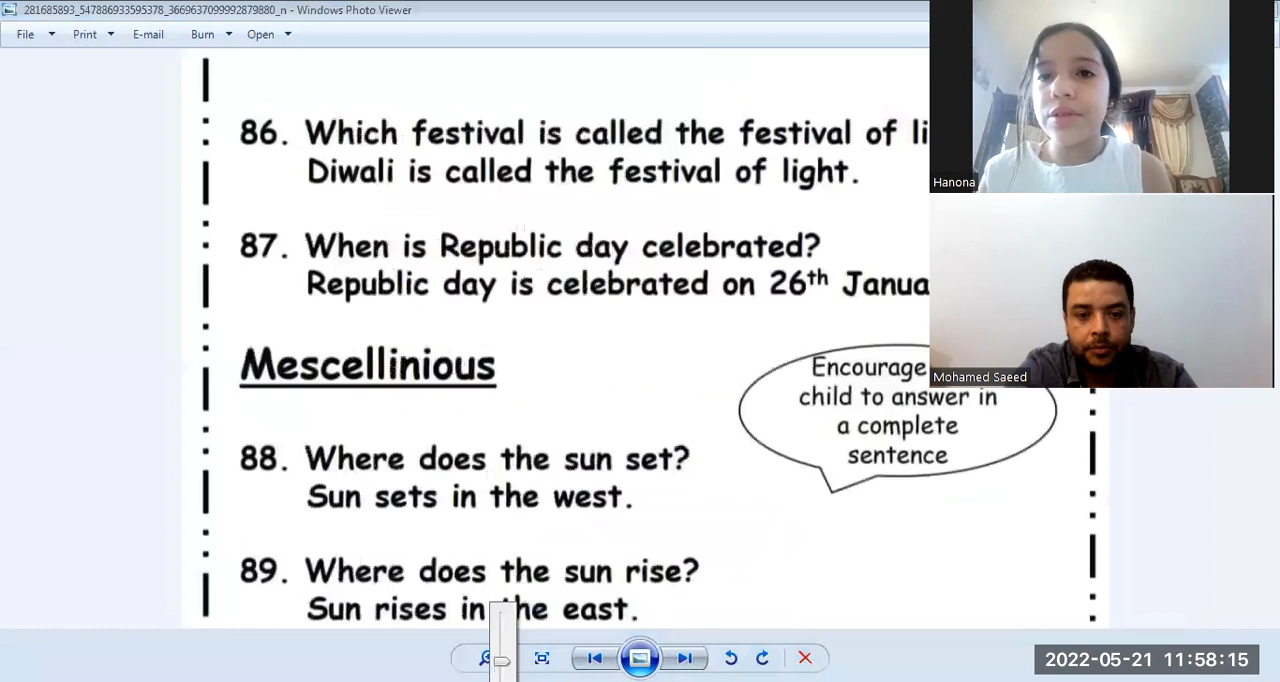 281685893_547886933595378_3669637099992879880_n - Windows Photo Viewer
File Print E-mail Burn Open
86. Which festival is called the festival of
Diwali is called the festival of light.
87. When is Republic day celebrated?
Republic day is celebrated on 26th
Mescellinious
Encourage
child to answer in
a complete
sentence
88. Where does the sun set?
Sun sets in the west.
89. Where does the sun rise?
Sun rises in the east.
Hanona
Mohamed Saeed
2022-05-21 11:58:15